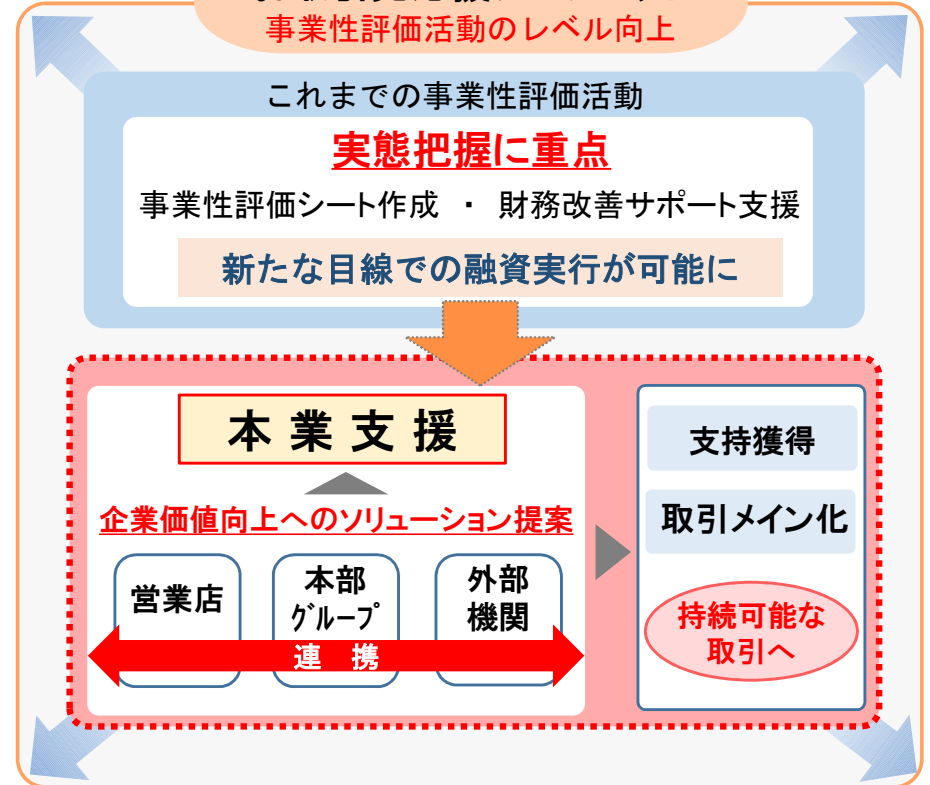 事業性評価活動のレベル向上
これまでの事業性評価活動
実態把握に重点
事業性評価シート作成 ・ 財務改善サポート支援
新たな目線での融資実行が可能に
本業支援
企業価値向上へのソリューション提案
営業店
本部
グループ
外部
機関
連 携
支持獲得
取引メイン化
持続可能な
取引へ